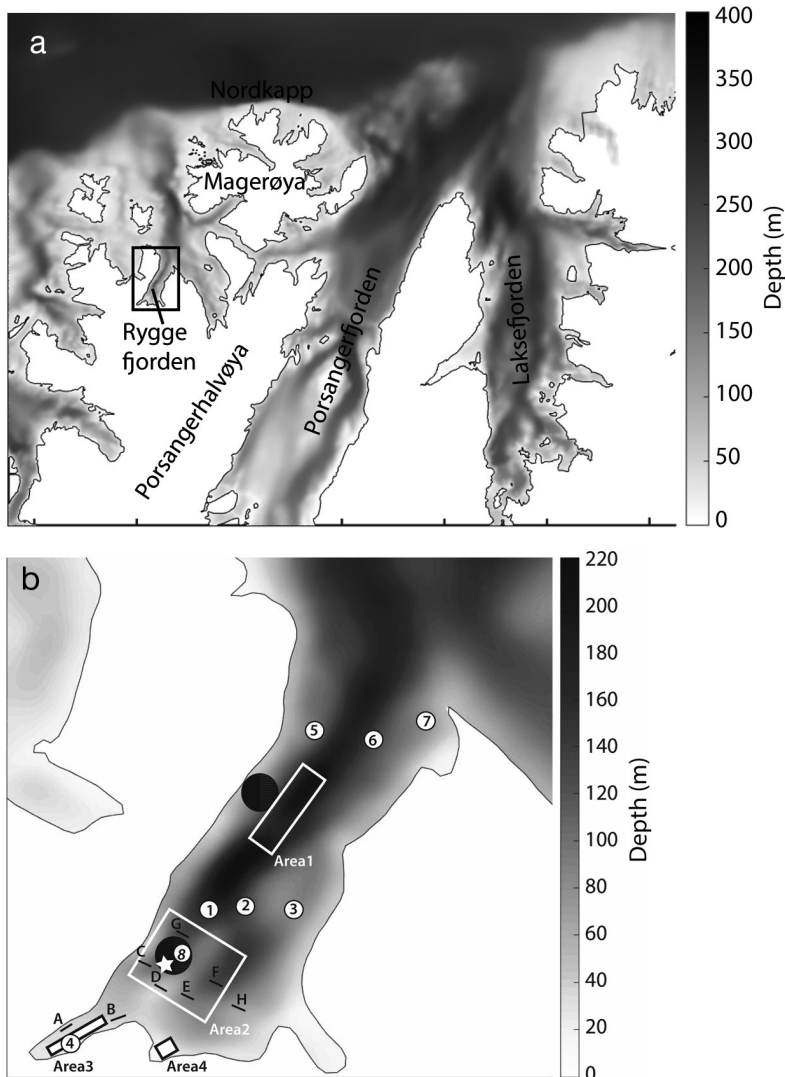 a
Nordkapp
Magerøya
Rygge
fjorden
Porsangerhalvøya
Porsangerfjorden
Laksefjorden
400
350
300
250
200
150
100
50
0
Depth (m)
b
5
6
7
Area1
1
2
3
G
C
8
D
E
F
H
Area2
A
B
4
Area3
Area4
220
200
180
160
140
120
100
80
60
40
20
0
Depth (m)